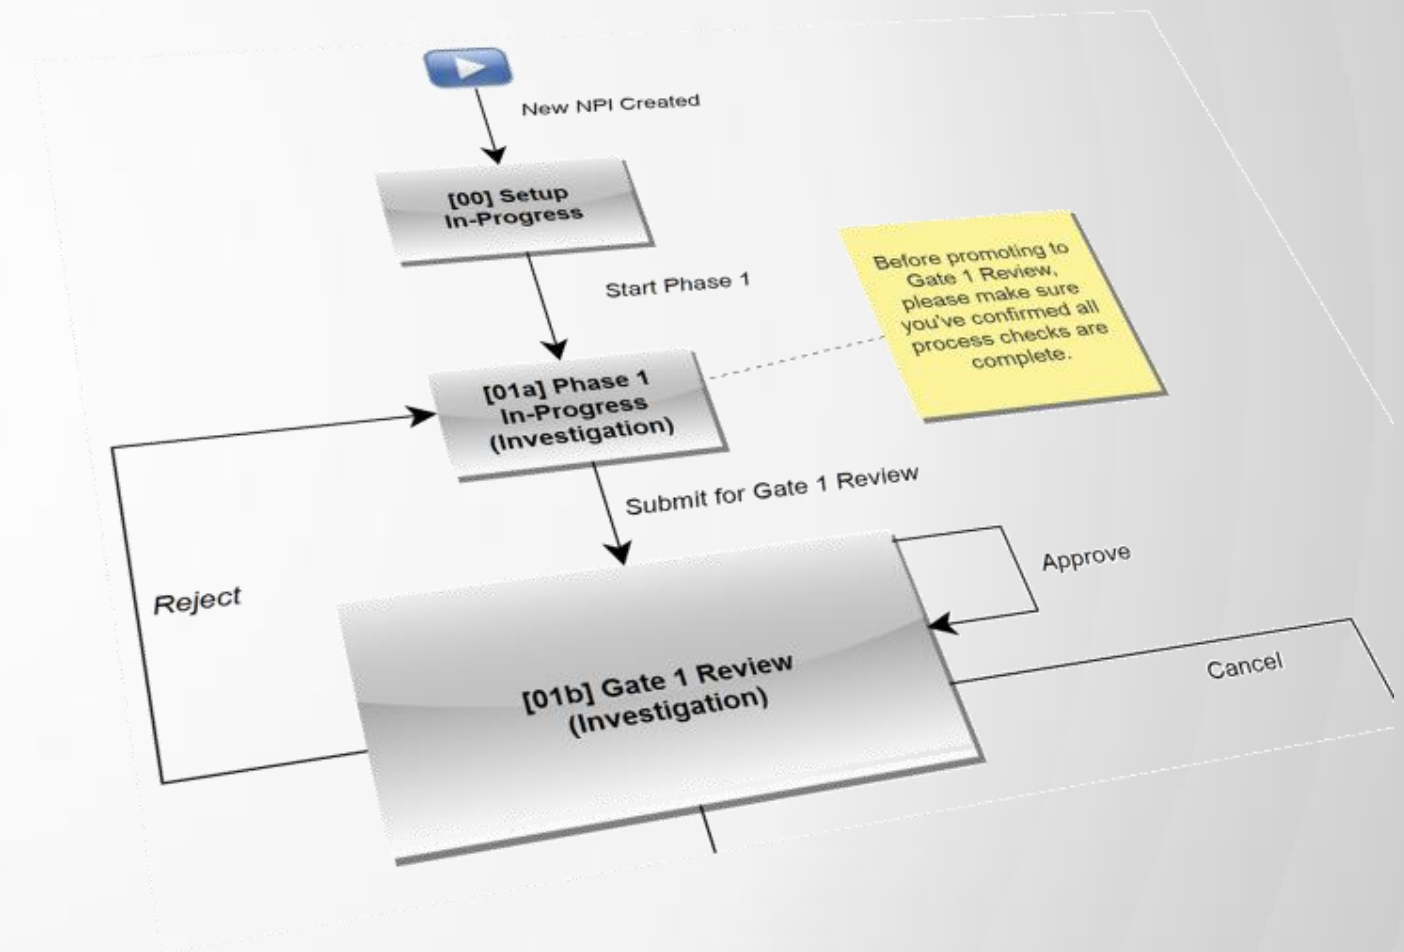 New NPI Created
[00] Setup
In-Progress
Start Phase 1
Before promoting to
Gate 1 Review,
please make sure
you've confirmed all
process checks are
complete.
[01a] Phase 1
In-Progress
(Investigation)
Submit for Gate 1 Review
Approve
Reject
Cancel
[01b] Gate 1 Review
(Investigation)